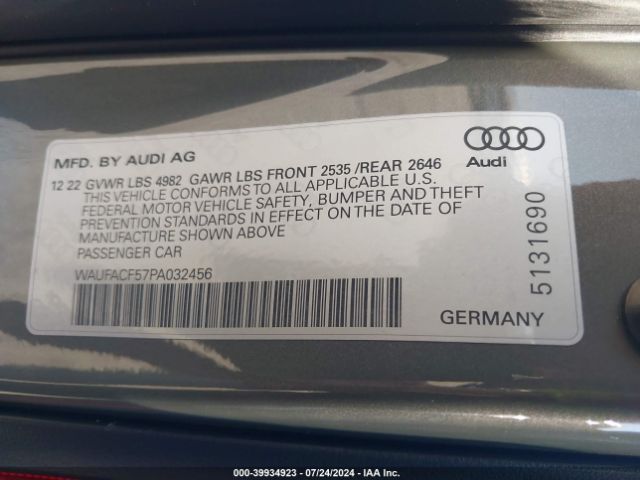 MFD. BY AUDI AG
Audi
12 22 GVWR LBS 4982 GAWR LBS FRONT 2535 /REAR 2646
THIS VEHICLE CONFORMS TO ALL APPLICABLE U.S.
FEDERAL MOTOR VEHICLE SAFETY, BUMPER AND THEFT
PREVENTION STANDARDS IN EFFECT ON THE DATE OF
MANUFACTURE SHOWN ABOVE
PASSENGER CAR
WAUFACF57PA032456
GERMANY
5131690
000-39934923 - 07/24/2024 - IAA Inc.